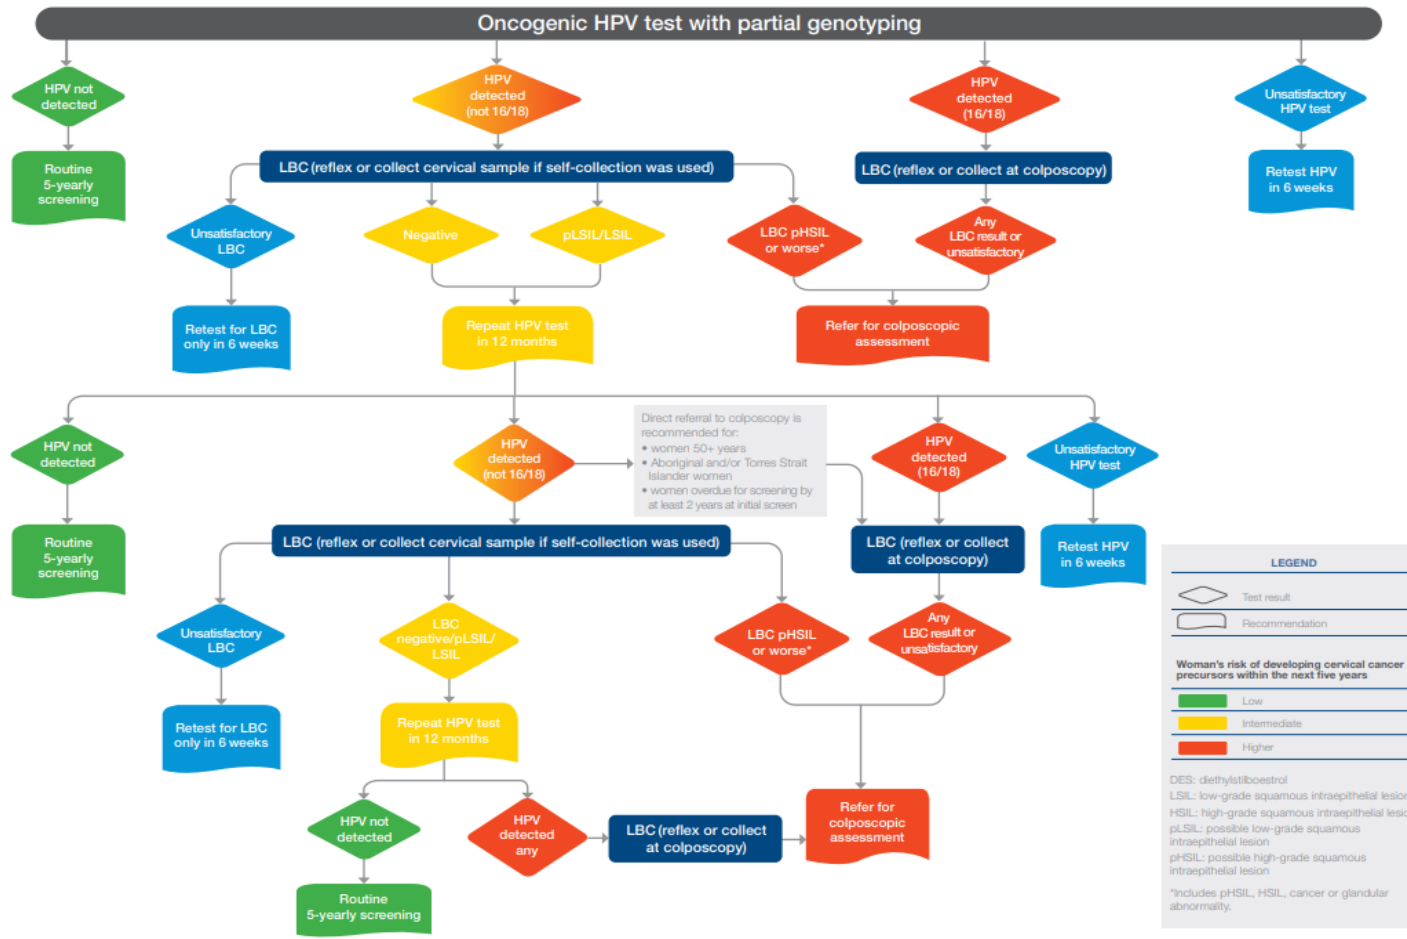 Oncogenic HPV test with partial genotyping
HPV not
detected
HPV
detected
(not 16/18)
HPV
detected
(16/18)
Unsatisfactory
HPV test
Routine
5-yearly
screening
LBC (reflex or collect cervical sample if self-collection was used)
LBC (reflex or collect at colposcopy)
Retest HPV
in 6 weeks
Unsatisfactory
LBC
Negative
pLSIL/LSIL
LBC pHSIL
or worse*
Any
LBC result or
unsatisfactory
Retest for LBC
only in 6 weeks
Repeat HPV test
in 12 months
Refer for colposcopic
assessment
HPV not
detected
HPV
detected
(not 16/18)
Direct referral to colposcopy is
recommended for:
• women 50+ years
• Aboriginal and/or Torres Strait
Islander women
• women overdue for screening by
at least 2 years at initial screen
HPV
detected
(16/18)
Unsatisfactory
HPV test
Routine
5-yearly
screening
LBC (reflex or collect cervical sample if self-collection was used)
LBC (reflex or collect
at colposcopy)
Retest HPV
in 6 weeks
Unsatisfactory
LBC
LBC
negative/pLSIL/
LSIL
LBC pHSIL
or worse*
Any
LBC result or
unsatisfactory
Retest for LBC
only in 6 weeks
Repeat HPV test
in 12 months
HPV not
detected
HPV
detected
any
LBC (reflex or collect
at colposcopy)
Refer for
colposcopic
assessment
Routine
5-yearly screening
LEGEND
Test result
Recommendation
Woman's risk of developing cervical cancer
precursors within the next five years
Low
Intermediate
Higher
DES: diethylstilboestrol
LSIL: low-grade squamous intraepithelial lesion
HSIL: high-grade squamous intraepithelial lesio
pLSIL: possible low-grade squamous
intraepithelial lesion
pHSIL: possible high-grade squamous
intraepithelial lesion
*Includes pHSIL, HSIL, cancer or glandular
abnormality.